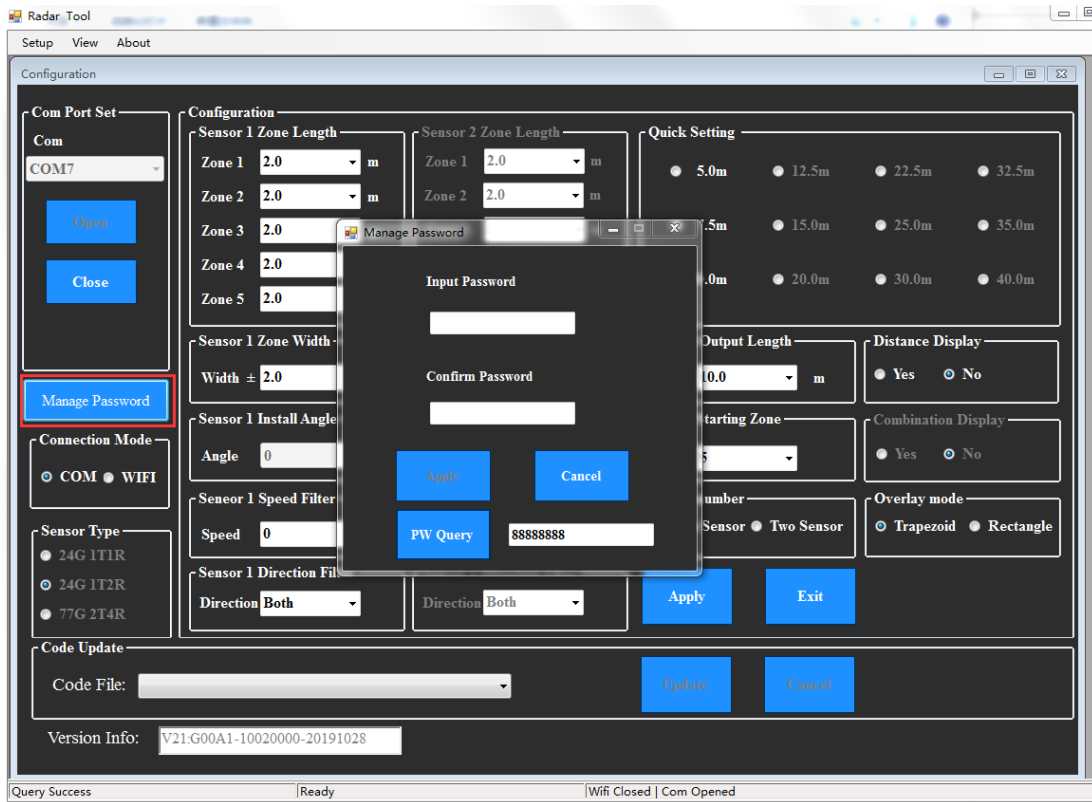 Radar Tool
Setup View About
Configuration
Com Port Set
Com
COM7
Open
Close
Manage Password
Connection Mode
COM WIFI
Sensor Type
24G 1T1R
24G 1T2R
77G 2T4R
Configuration
Sensor 1 Zone Length
Zone 1 2.0 m
Zone 2 2.0 m
Zone 3 2.0
Zone 4 2.0
Zone 5 2.0
Sensor 2 Zone Length
Zone 1 2.0 m
Zone 2 2.0 m
Quick Setting
5.0m 12.5m 22.5m 32.5m
.5m 15.0m 25.0m 35.0m
.0m 20.0m 30.0m 40.0m
Sensor 1 Zone Width
Width ± 2.0
Output Length
10.0 m
Distance Display
Yes No
Sensor 1 Install Angle
Angle 0
tarting Zone
5
Combination Display
Yes No
Seneor 1 Speed Filter
Speed 0
umber
Sensor Two Sensor
Overlay mode
Trapezoid Rectangle
Sensor 1 Direction Fil
Direction Both
Direction Both
Apply Exit
Manage Password
Input Password
Confirm Password
Apply Cancel
PW Query 88888888
Code Update
Code File:
Update Cancel
Version Info: V21:G00A1-10020000-20191028
Query Success Ready Wifi Closed | Com Opened